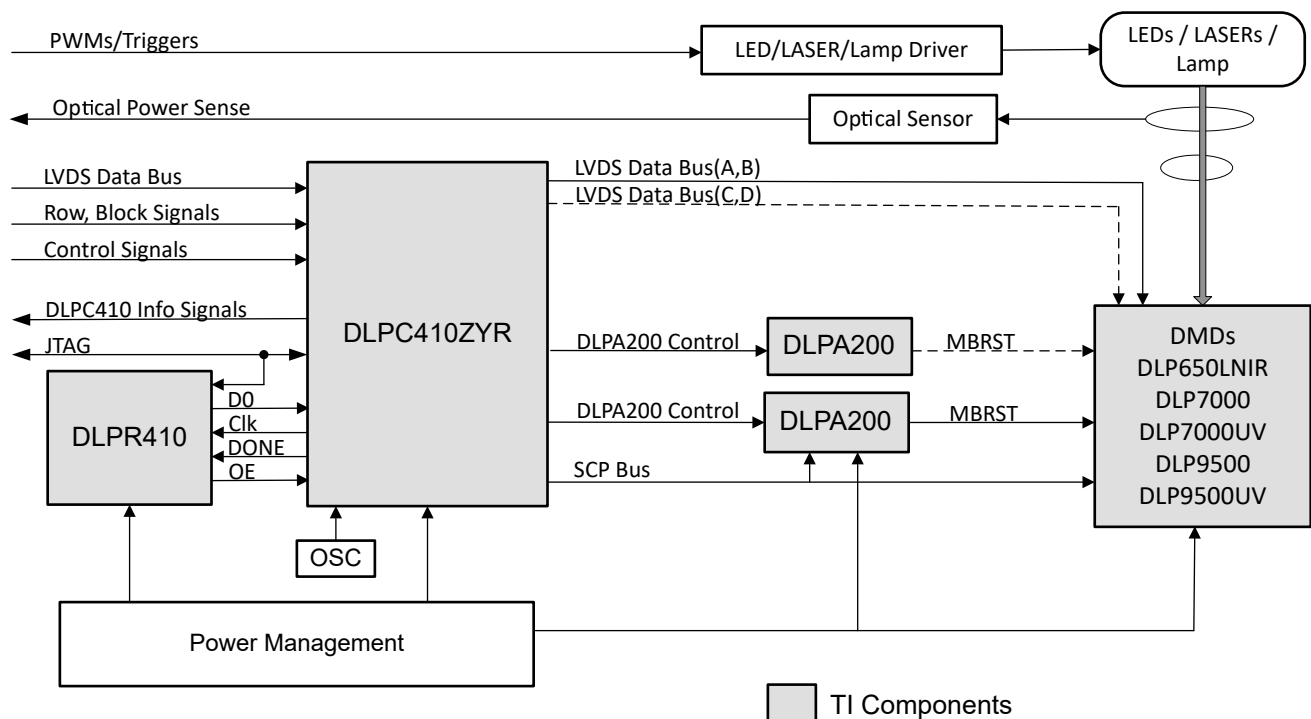 PWMs/Triggers
LED/LASER/Lamp Driver
LEDs / LASERs /
Lamp
Optical Power Sense
Optical Sensor
LVDS Data Bus
Row, Block Signals
Control Signals
DLPC410 Info Signals
JTAG
DLPR410
D0
Clk
DONE
OE
DLPC410ZYR
LVDS Data Bus(A,B)
LVDS Data Bus(C,D)
DLPA200 Control
DLPA200
MBRST
DLPA200 Control
DLPA200
MBRST
SCP Bus
DMDs
DLP650LNIR
DLP7000
DLP7000UV
DLP9500
DLP9500UV
OSC
Power Management
TI Components